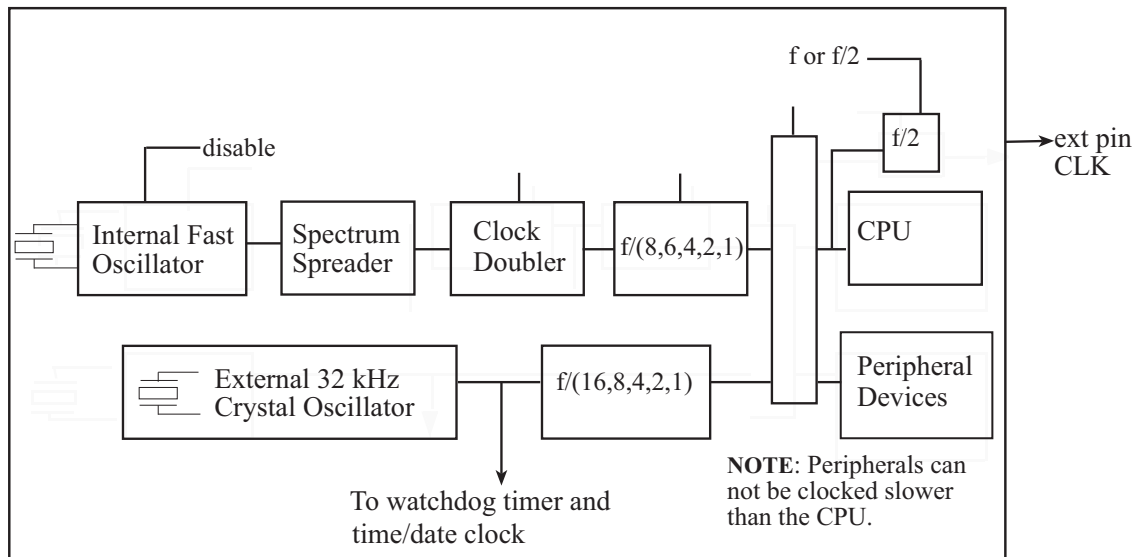 f or f/2
f/2
ext pin
CLK
disable
Internal Fast
Oscillator
Spectrum
Spreader
Clock
Doubler
f/(8,6,4,2,1)
CPU
External 32 kHz
Crystal Oscillator
f/(16,8,4,2,1)
Peripheral
Devices
To watchdog timer and
time/date clock
NOTE: Peripherals can
not be clocked slower
than the CPU.